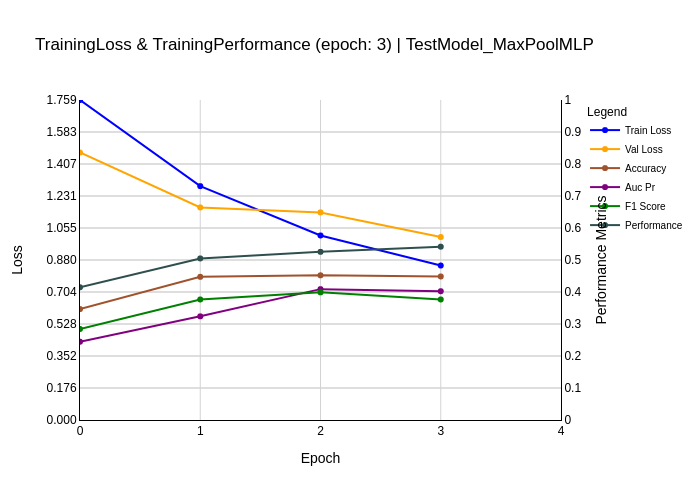 TrainingLoss & TrainingPerformance (epoch: 3) | TestModel_MaxPoolMLP
1.759
1.583
1.407
1.231
1.055
0.880
0.704
0.528
0.352
0.176
0.000
Loss
0 1 2 3 4
Epoch
1
0.9
0.8
0.7
0.6
0.5
0.4
0.3
0.2
0.1
0
Performance Metrics
Legend
Train Loss
Val Loss
Accuracy
Auc Pr
F1 Score
Performance